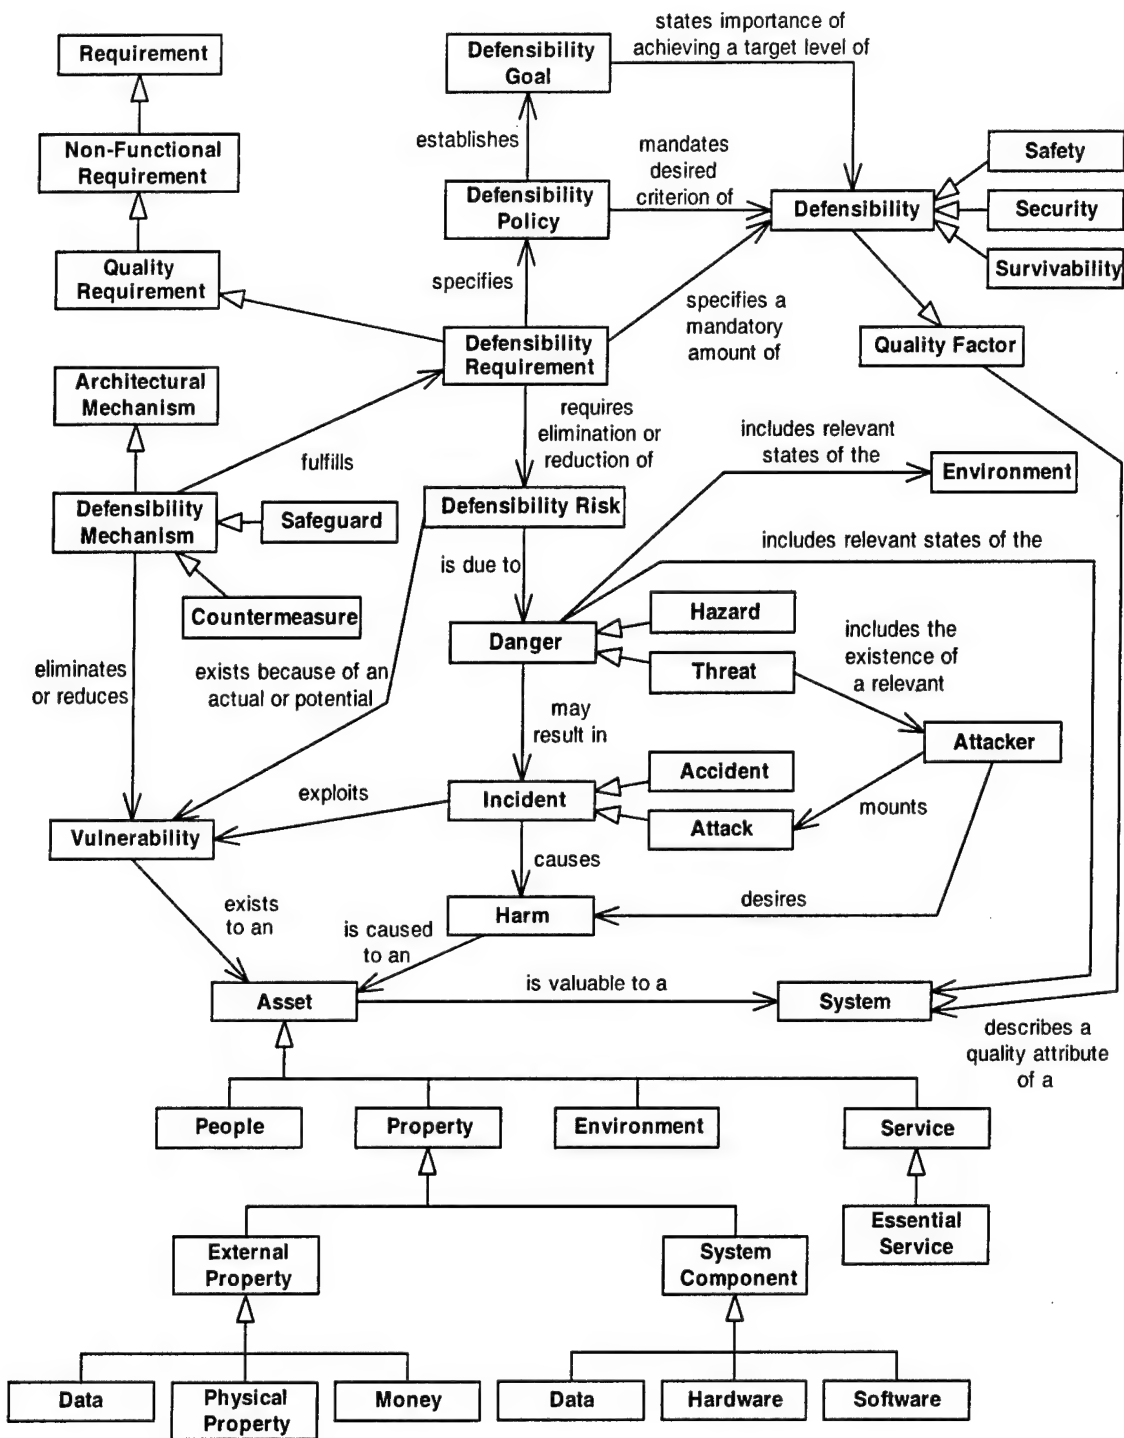 states importance of
achieving a target level of
Requirement
Defensibility
Goal
establishes
mandates
desired
criterion of
Non-Functional
Requirement
Safety
Defensibility
Policy
Defensibility
Security
Survivability
Quality
Requirement
specifies
specifies a
mandatory
amount of
Defensibility
Requirement
Quality Factor
Architectural
Mechanism
requires
elimination or
reduction of
includes relevant
states of the
fulfills
Environment
Defensibility
Mechanism
Safeguard
Defensibility Risk
is due to
includes relevant states of the
Countermeasure
Hazard
Danger
Threat
includes the
existence of
a relevant
eliminates
or reduces
exists because of an
actual or potential
may
result in
Attacker
Accident
exploits
Incident
Attack
mounts
Vulnerability
causes
exists
to an
is caused
to an
Harm
desires
Asset
is valuable to a
System
describes a
quality attribute
of a
People
Property
Environment
Service
External
Property
System
Component
Essential
Service
Data
Physical
Property
Money
Data
Hardware
Software